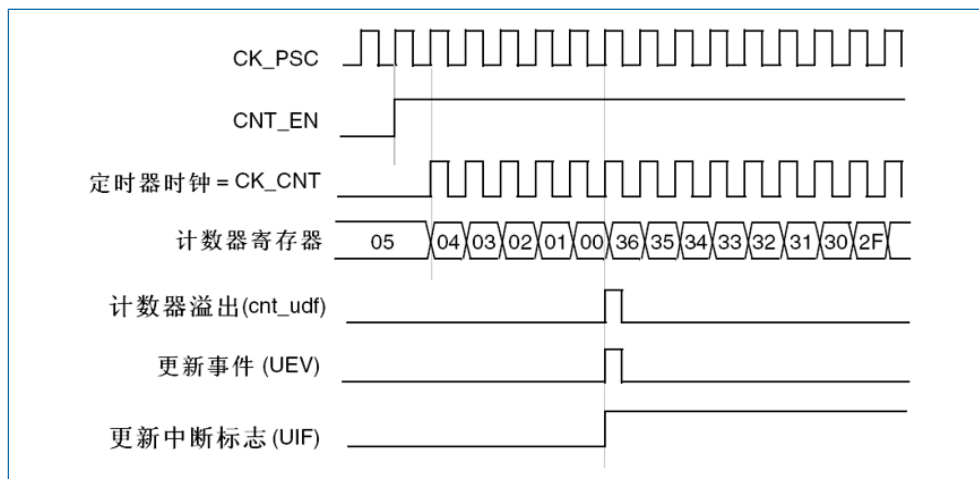 CK_PSC
CNT_EN
定时器时钟 = CK_CNT
计数器寄存器 05 04 03 02 01 00 36 35 34 33 32 31 30 2F
计数器溢出(cnt_udf)
更新事件 (UEV)
更新中断标志 (UIF)